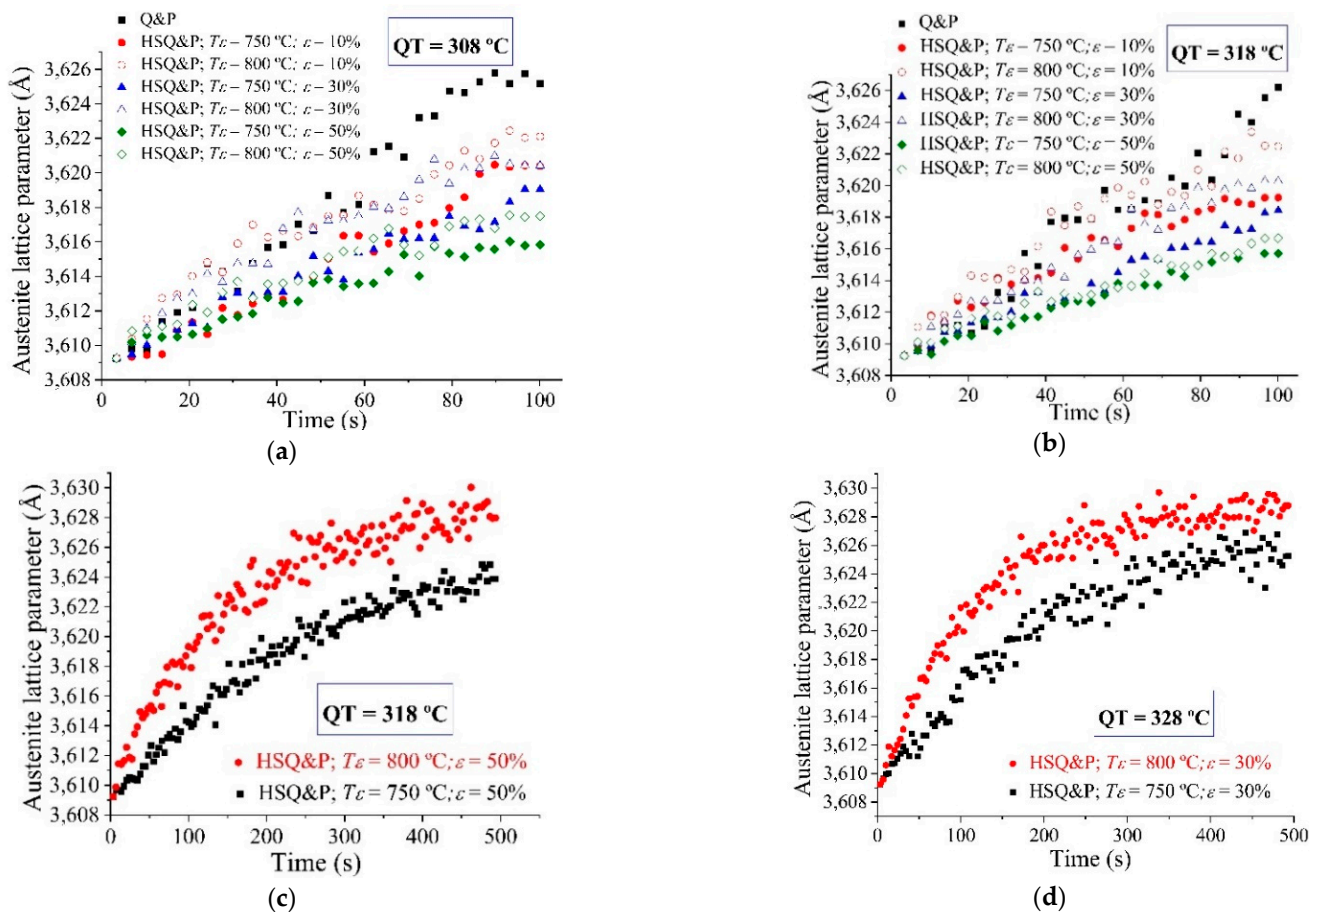 Q&P
HSQ&P; Tε – 750 ºC; ε – 10%
HSQ&P; Tε – 800 ºC; ε – 10%
HSQ&P; Tε – 750 ºC; ε – 30%
HSQ&P; Tε – 800 ºC; ε – 30%
HSQ&P; Tε – 750 ºC; ε – 50%
HSQ&P; Tε – 800 ºC; ε – 50%
QT = 308 ºC
Austenite lattice parameter (Å)
3,626
3,624
3,622
3,620
3,618
3,616
3,614
3,612
3,610
3,608
0 20 40 60 80 100
Time (s)
(a)
Q&P
HSQ&P; Tε – 750 ºC; ε – 10%
HSQ&P; Tε = 800 ºC; ε = 10%
HSQ&P; Tε = 750 ºC; ε = 30%
HSQ&P; Tε = 800 ºC; ε = 30%
HSQ&P; Tε – 750 ºC; ε = 50%
HSQ&P; Tε = 800 ºC; ε = 50%
QT = 318 ºC
Austenite lattice parameter (Å)
3,626
3,624
3,622
3,620
3,618
3,616
3,614
3,612
3,610
3,608
0 20 40 60 80 100
Time (s)
(b)
Austenite lattice parameter (Å)
3,630
3,628
3,626
3,624
3,622
3,620
3,618
3,616
3,614
3,612
3,610
3,608
QT = 318 ºC
HSQ&P; Tε = 800 ºC; ε = 50%
HSQ&P; Tε = 750 ºC; ε = 50%
0 100 200 300 400 500
Time (s)
(c)
Austenite lattice parameter (Å)
3,630
3,628
3,626
3,624
3,622
3,620
3,618
3,616
3,614
3,612
3,610
3,608
QT = 328 ºC
HSQ&P; Tε = 800 ºC; ε = 30%
HSQ&P; Tε = 750 ºC; ε = 30%
0 100 200 300 400 500
Time (s)
(d)